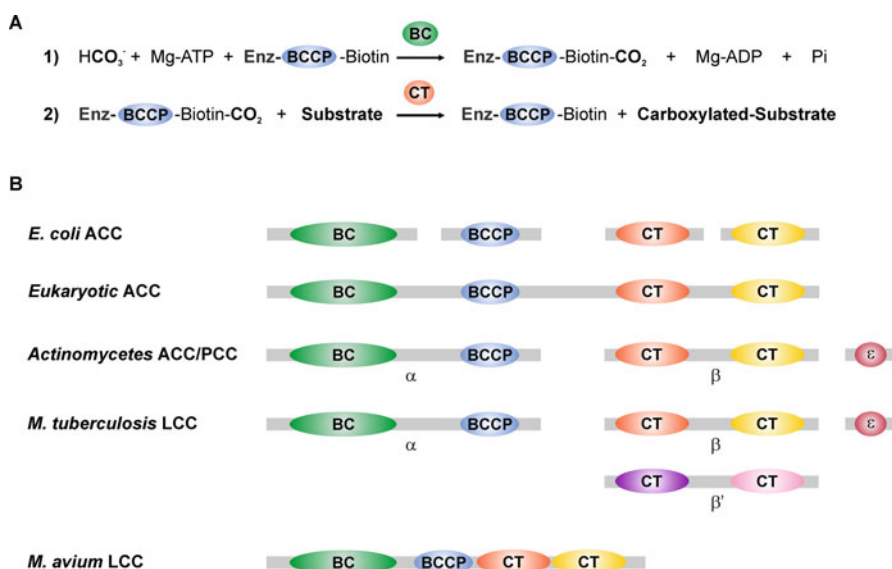 A
BC
1) HCO₃⁻ + Mg-ATP + Enz-BCCP-Biotin Enz-BCCP-Biotin-CO₂ + Mg-ADP + Pi
CT
2) Enz-BCCP-Biotin-CO₂ + Substrate Enz-BCCP-Biotin + Carboxylated-Substrate
B
E. coli ACC BC BCCP CT CT
Eukaryotic ACC BC BCCP CT CT
Actinomycetes ACC/PCC BC BCCP CT CT ε
α β
M. tuberculosis LCC BC BCCP CT CT ε
α β
CT CT
β'
M. avium LCC BC BCCP CT CT